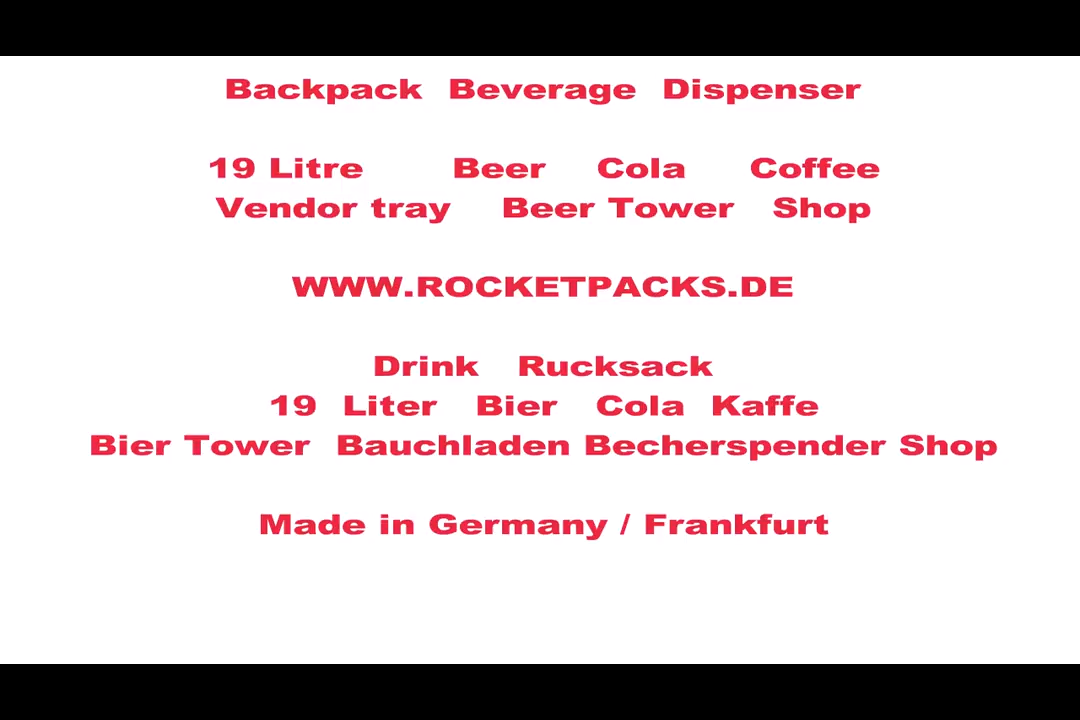 Backpack Beverage Dispenser
19 Litre Beer Cola Coffee
Vendor tray Beer Tower Shop
WWW.ROCKETPACKS.DE
Drink Rucksack
19 Liter Bier Cola Kaffe
Bier Tower Bauchladen Becherspender Shop
Made in Germany / Frankfurt